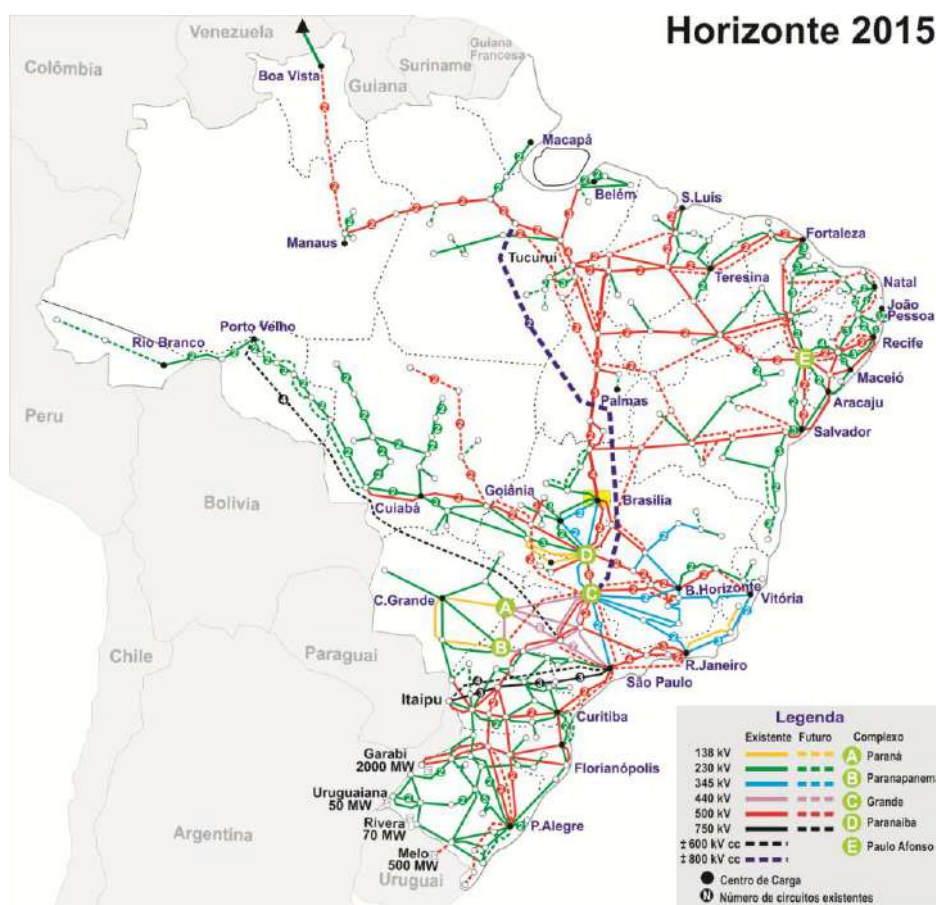 Horizonte 2015
Venezuela
Guiana
Francesa
Suriname
Colômbia
Boa Vista
Guiana
Macapá
Belém
S.Luis
Manaus
Fortaleza
Tucuruí
Teresina
Natal
João
Pessoa
Porto Velho
Rio Branco
Recife
E
Maceió
Palmas
Aracaju
Peru
Salvador
Bolívia
Goiânia
Brasília
Cuiabá
D
C.Grande
A
C
B.Horizonte
Vitória
B
Chile
Paraguai
R.Janeiro
São Paulo
Itaipu
Curitiba
Garabi
2000 MW
Florianópolis
Uruguaiana
50 MW
Rivera
70 MW
P.Alegre
Melo
500 MW
Argentina
Uruguai
Legenda
Existente Futuro Complexo
138 kV A Paraná
230 kV B Paranapanema
345 kV
440 kV C Grande
500 kV D Paranaíba
750 kV E Paulo Afonso
± 600 kV cc
± 800 kV cc
Centro de Carga
N Número de circuitos existentes